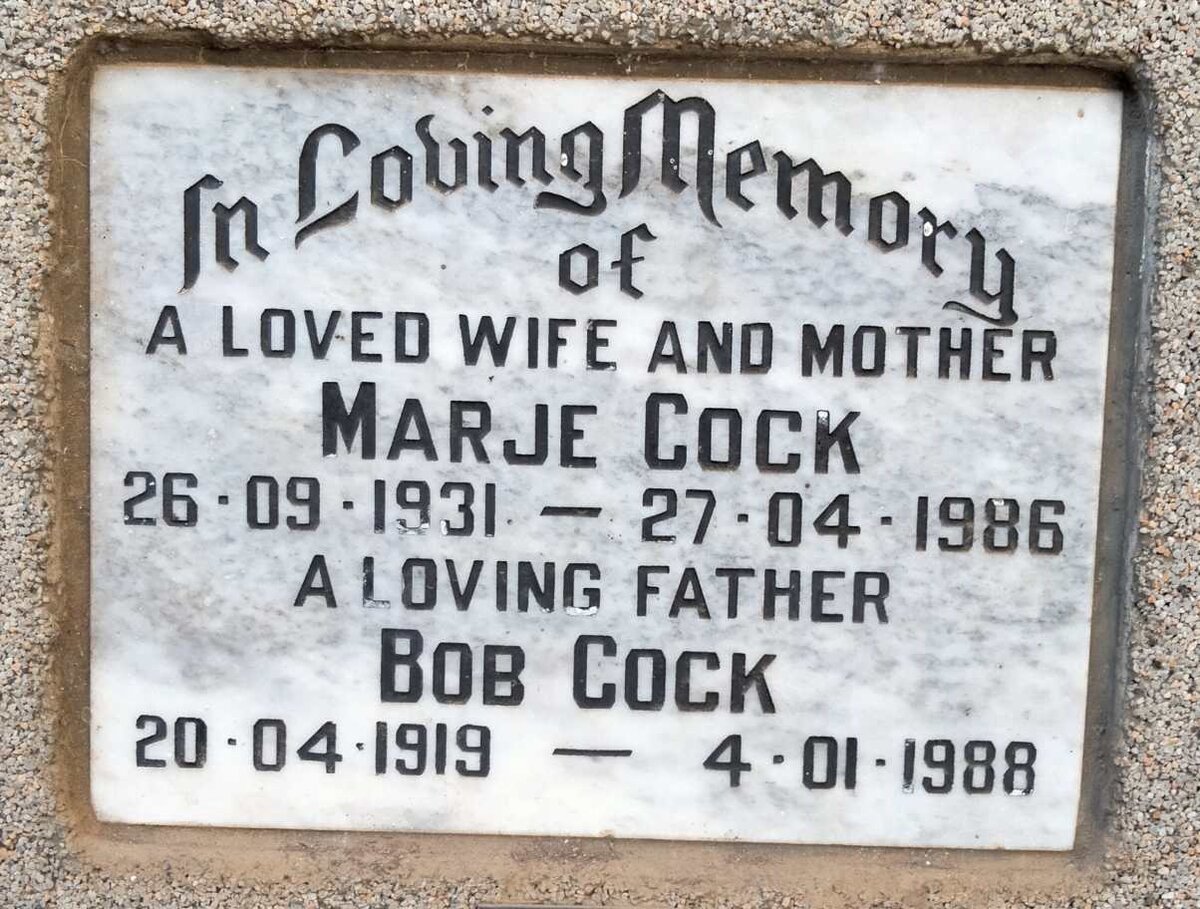 In Loving Memory
of
A LOVED WIFE AND MOTHER
MARJE COCK
26·09·1931 — 27·04·1986
A LOVING FATHER
BOB COCK
20·04·1919 — 4·01·1988